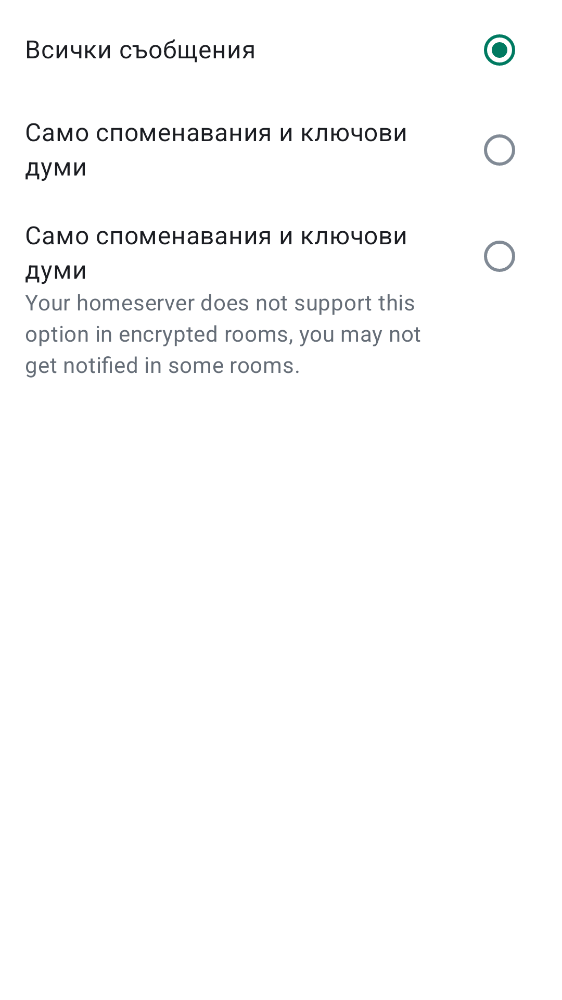 Всички съобщения
Само споменавания и ключови
думи
Само споменавания и ключови
думи
Your homeserver does not support this
option in encrypted rooms, you may not
get notified in some rooms.